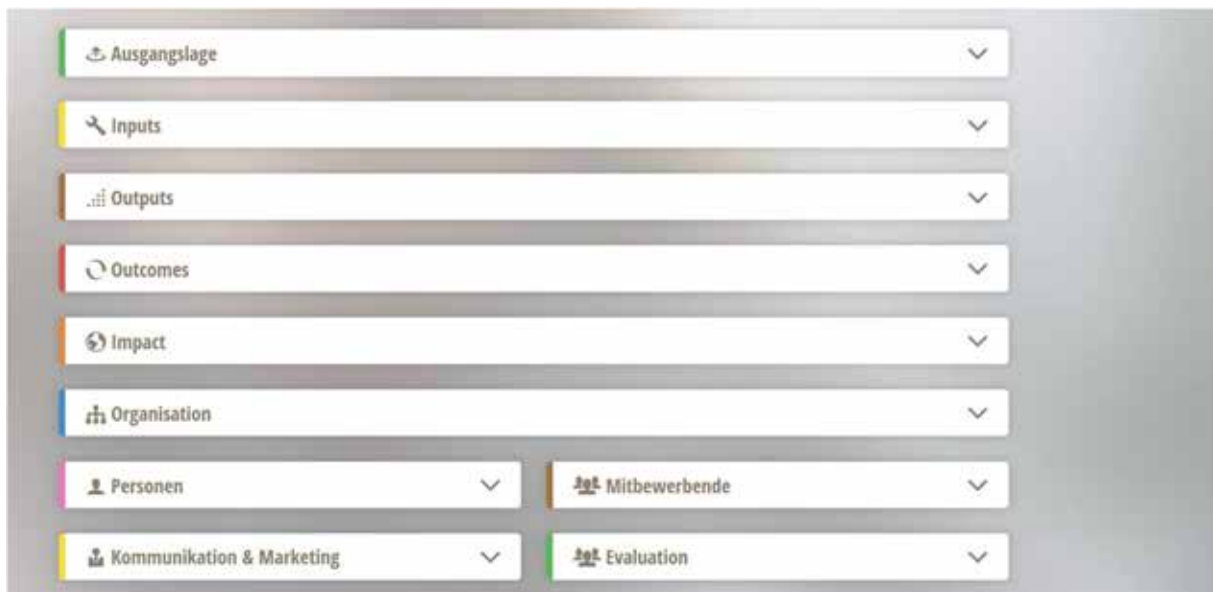 Ausgangslage
Inputs
Outputs
Outcomes
Impact
Organisation
Personen
Mitbewerbende
Kommunikation & Marketing
Evaluation